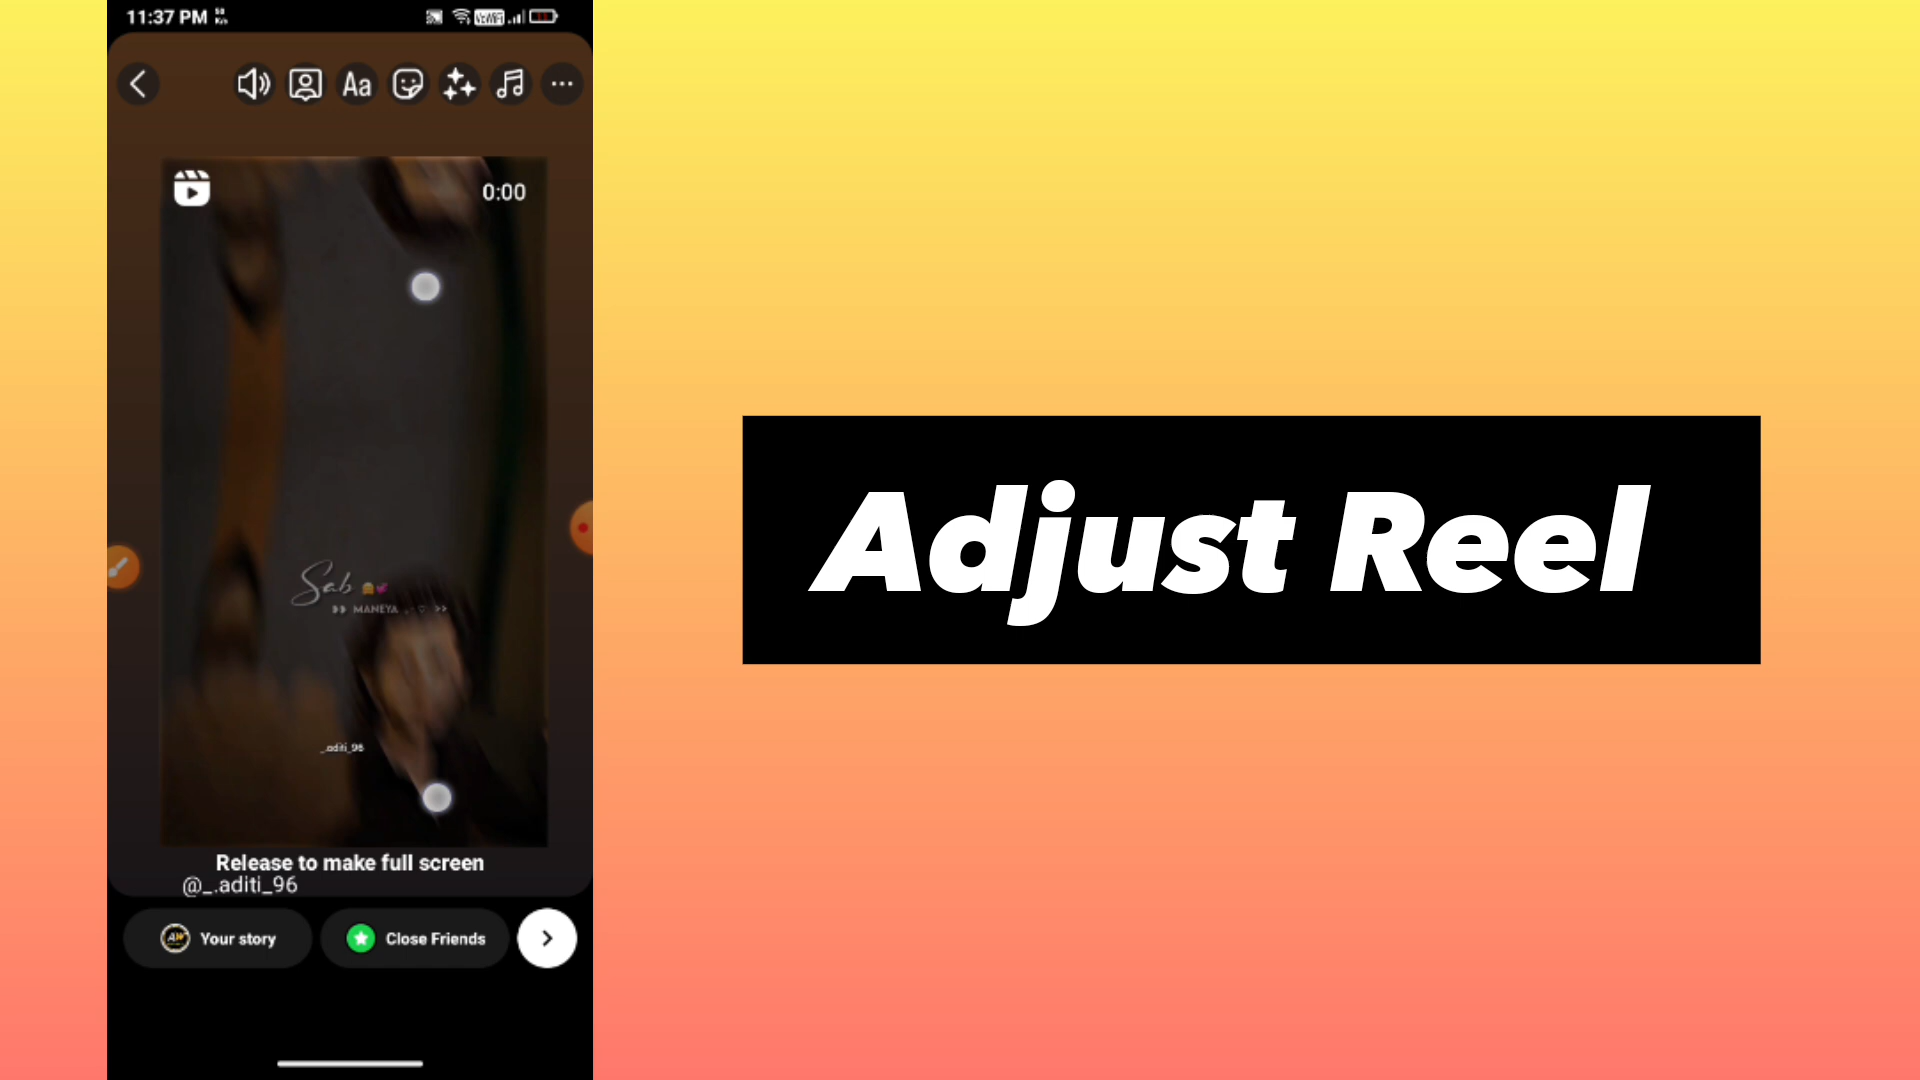 11:37 PM
Aa
0:00
Sab
MANEYA
_.aditi_96
Release to make full screen
@_.aditi_96
Your story
Close Friends
Adjust Reel